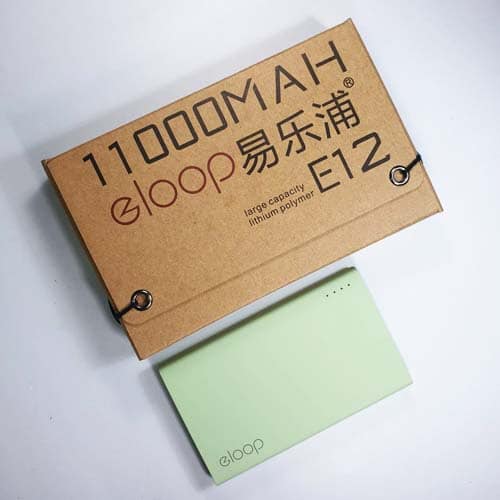 11000MAH
eloop易乐浦®
large capacity
lithium polymer
E12
eloop